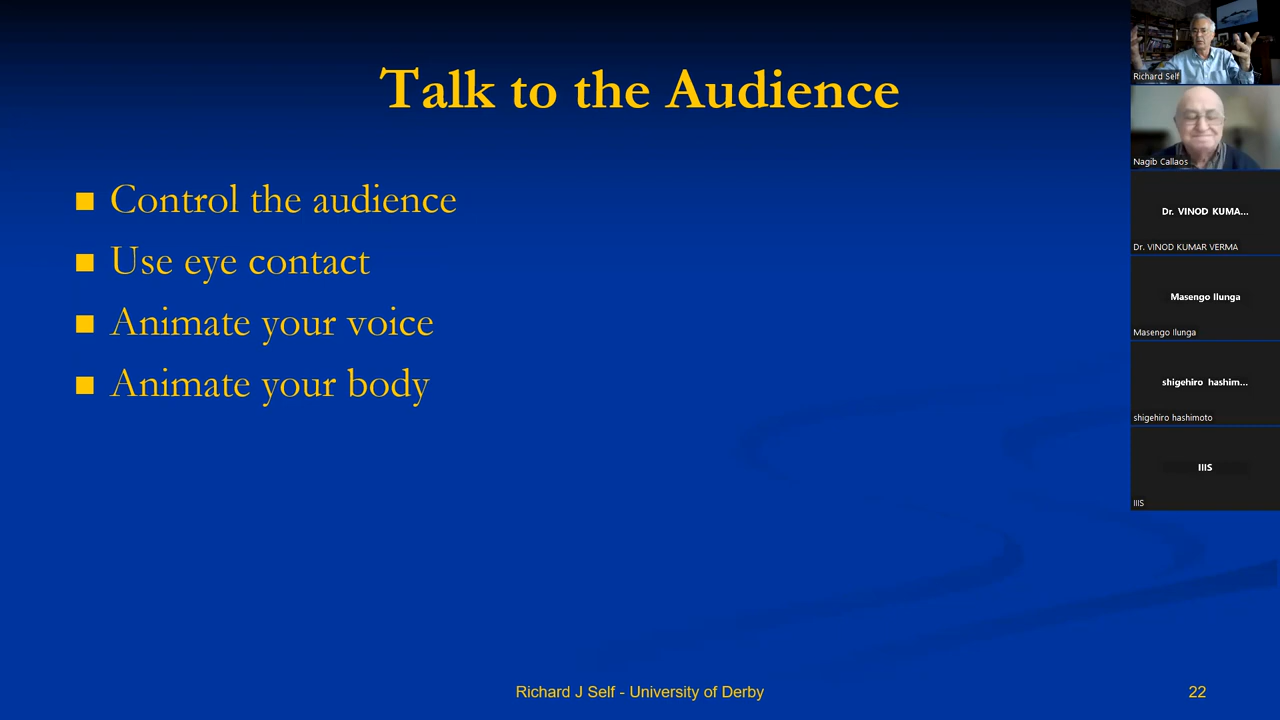 Talk to the Audience
Control the audience
Use eye contact
Animate your voice
Animate your body
Richard J Self - University of Derby
22
Richard Self
Nagib Callaos
Dr. VINOD KUMA...
Dr. VINOD KUMAR VERMA
Masengo Ilunga
Masengo Ilunga
shigehiro hashim...
shigehiro hashimoto
IIIS
IIIS